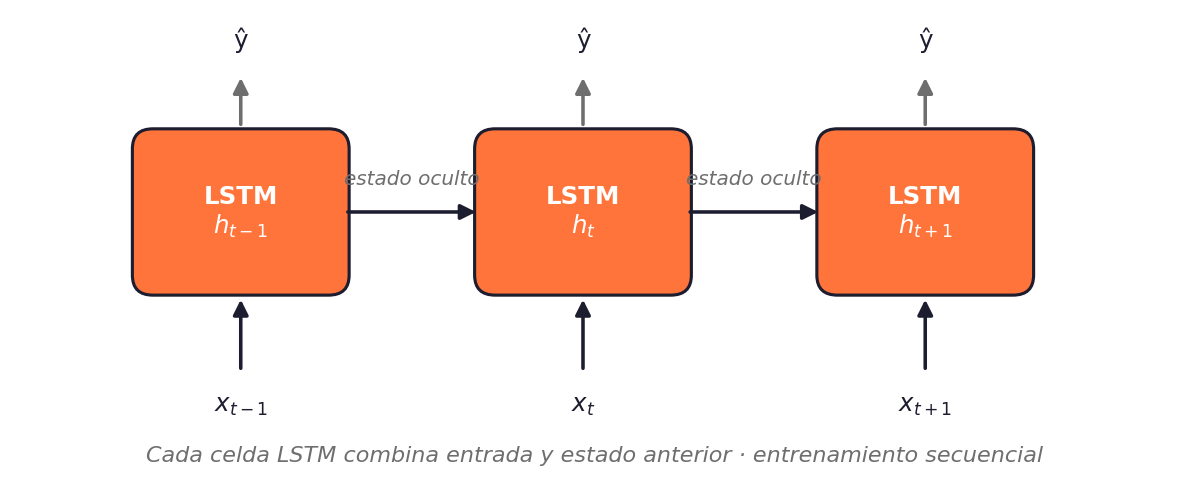 ŷ ŷ ŷ
estado oculto estado oculto
LSTM LSTM LSTM
h_{t-1} h_t h_{t+1}
x_{t-1} x_t x_{t+1}
Cada celda LSTM combina entrada y estado anterior · entrenamiento secuencial